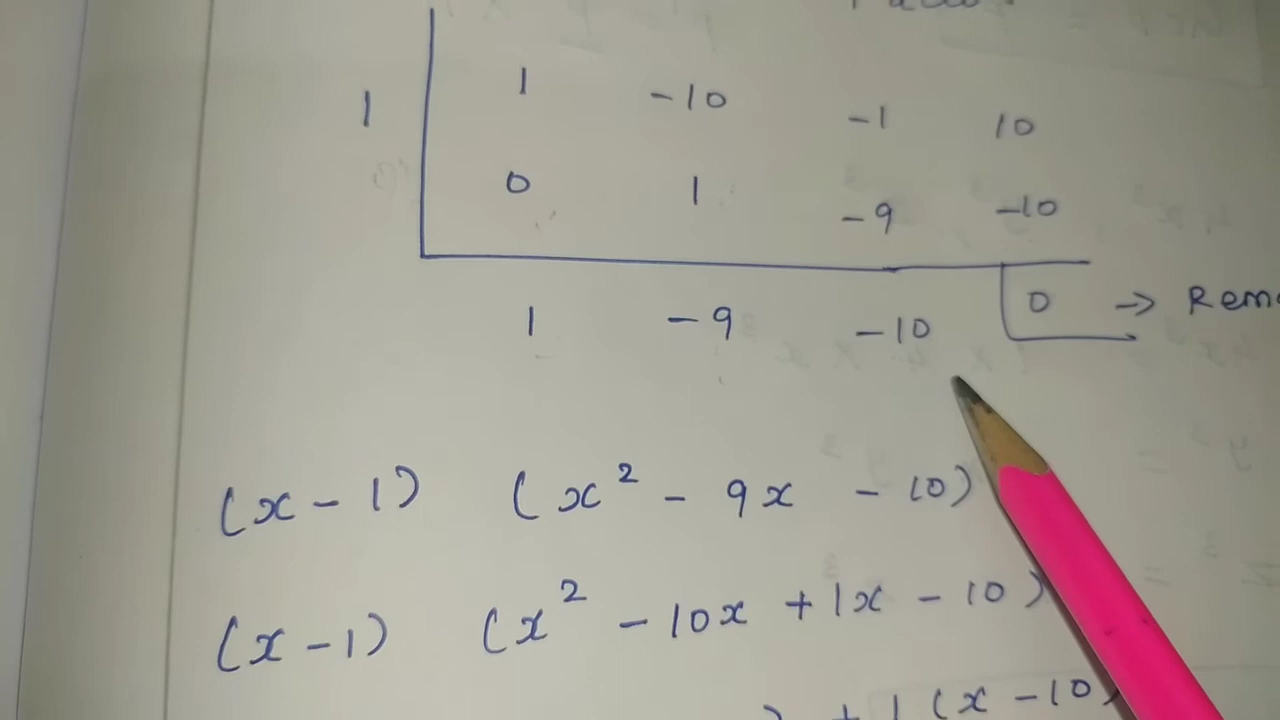 1 1 -10 -1 10
0 1 -9 -10
1 -9 -10 0 →
(x - 1) (x² - 9x - 10)
(x - 1) (x² - 10x + 1x - 10)
) + 1 (x - 10)